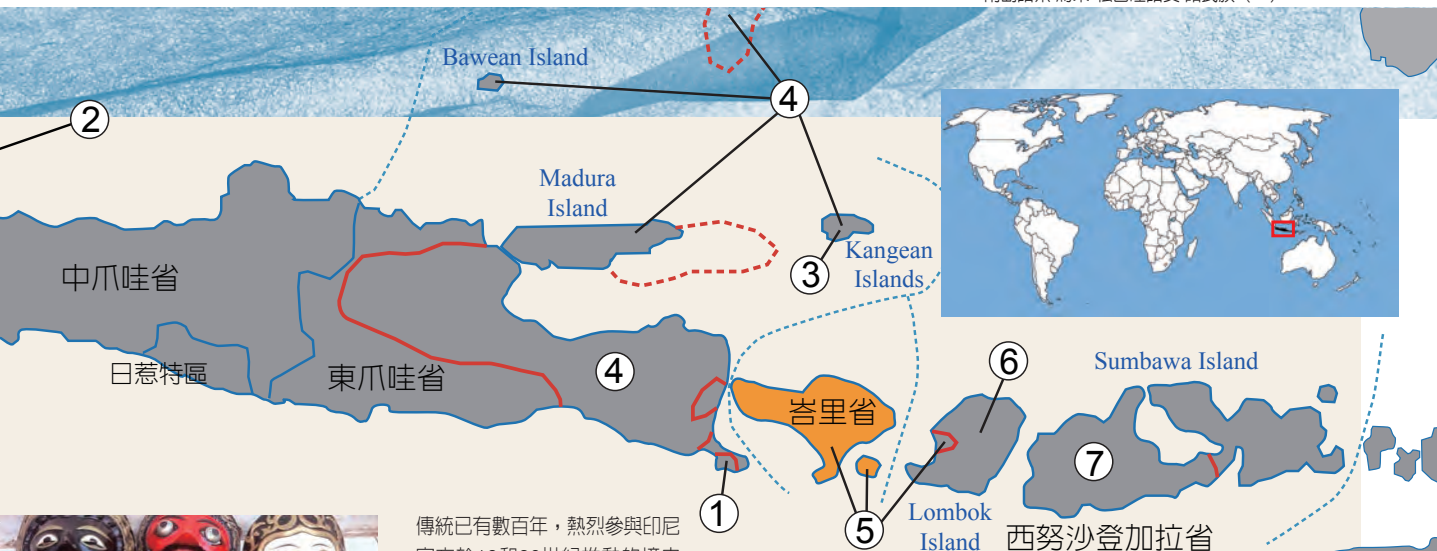 Bawean Island
④
②
Madura
Island
③
Kangean
Islands
中爪哇省
日惹特區
東爪哇省
④
峇里省
⑥
Sumbawa Island
⑦
①
⑤
Lombok
Island
西努沙登加拉省
傳統已有數百年,熱烈參與印尼